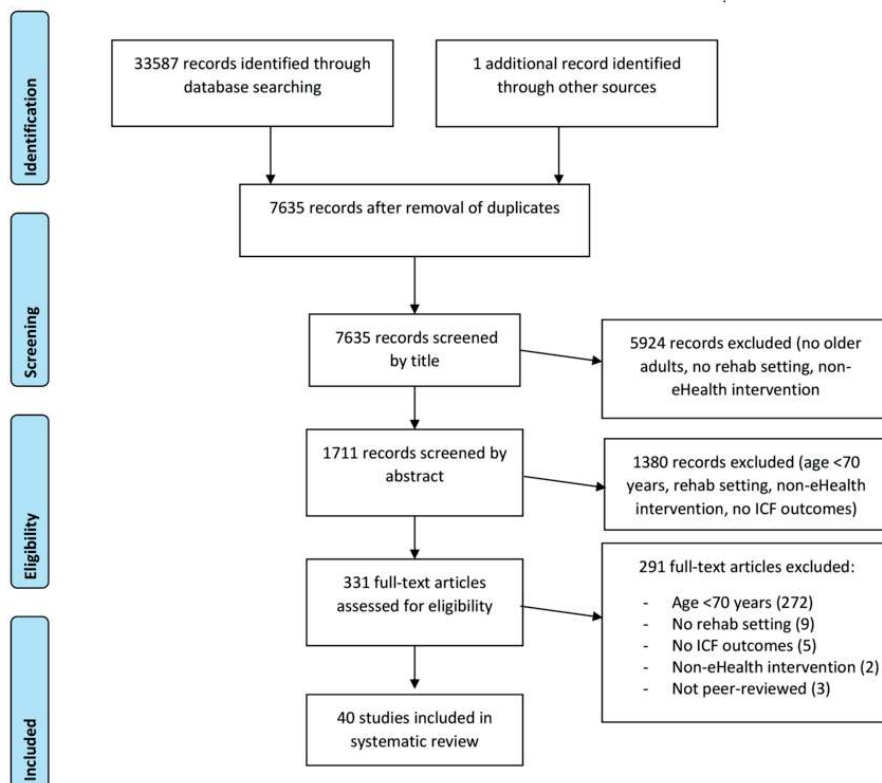 Identification
33587 records identified through
database searching
1 additional record identified
through other sources
7635 records after removal of duplicates
Screening
7635 records screened
by title
5924 records excluded (no older
adults, no rehab setting, non-
eHealth intervention
Eligibility
1711 records screened by
abstract
1380 records excluded (age <70
years, rehab setting, non-eHealth
intervention, no ICF outcomes)
331 full-text articles
assessed for eligibility
291 full-text articles excluded:
- Age <70 years (272)
- No rehab setting (9)
- No ICF outcomes (5)
- Non-eHealth intervention (2)
- Not peer-reviewed (3)
Included
40 studies included in
systematic review